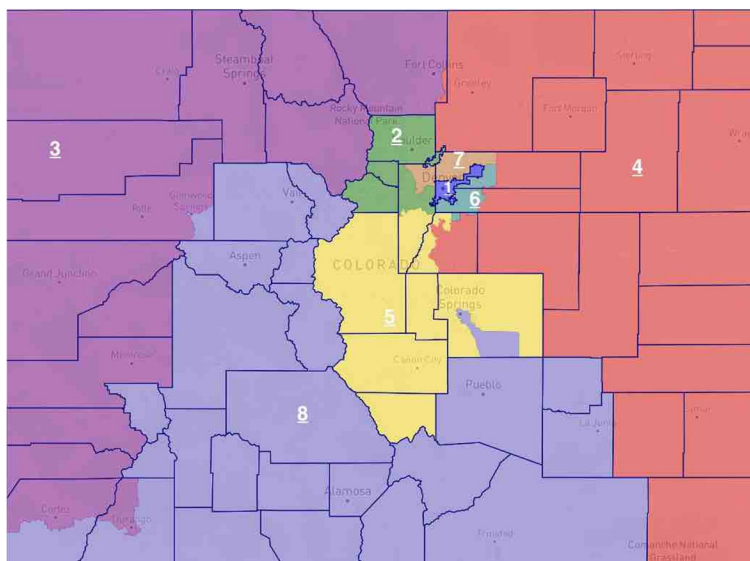 Steamboat
Springs
Craig
Fort Collins
Sterling
Greeley
Rocky Mountain
National Park
Fort Morgan
3
2
7
4
Denver
1
6
Vail
Glenwood
Springs
Rifle
Aspen
COLORADO
Grand Junction
Colorado
Springs
5
Montrose
Cañon City
Pueblo
8
La Junta
Lamar
Alamosa
Cortez
Durango
Trinidad
Comanche National
Grassland